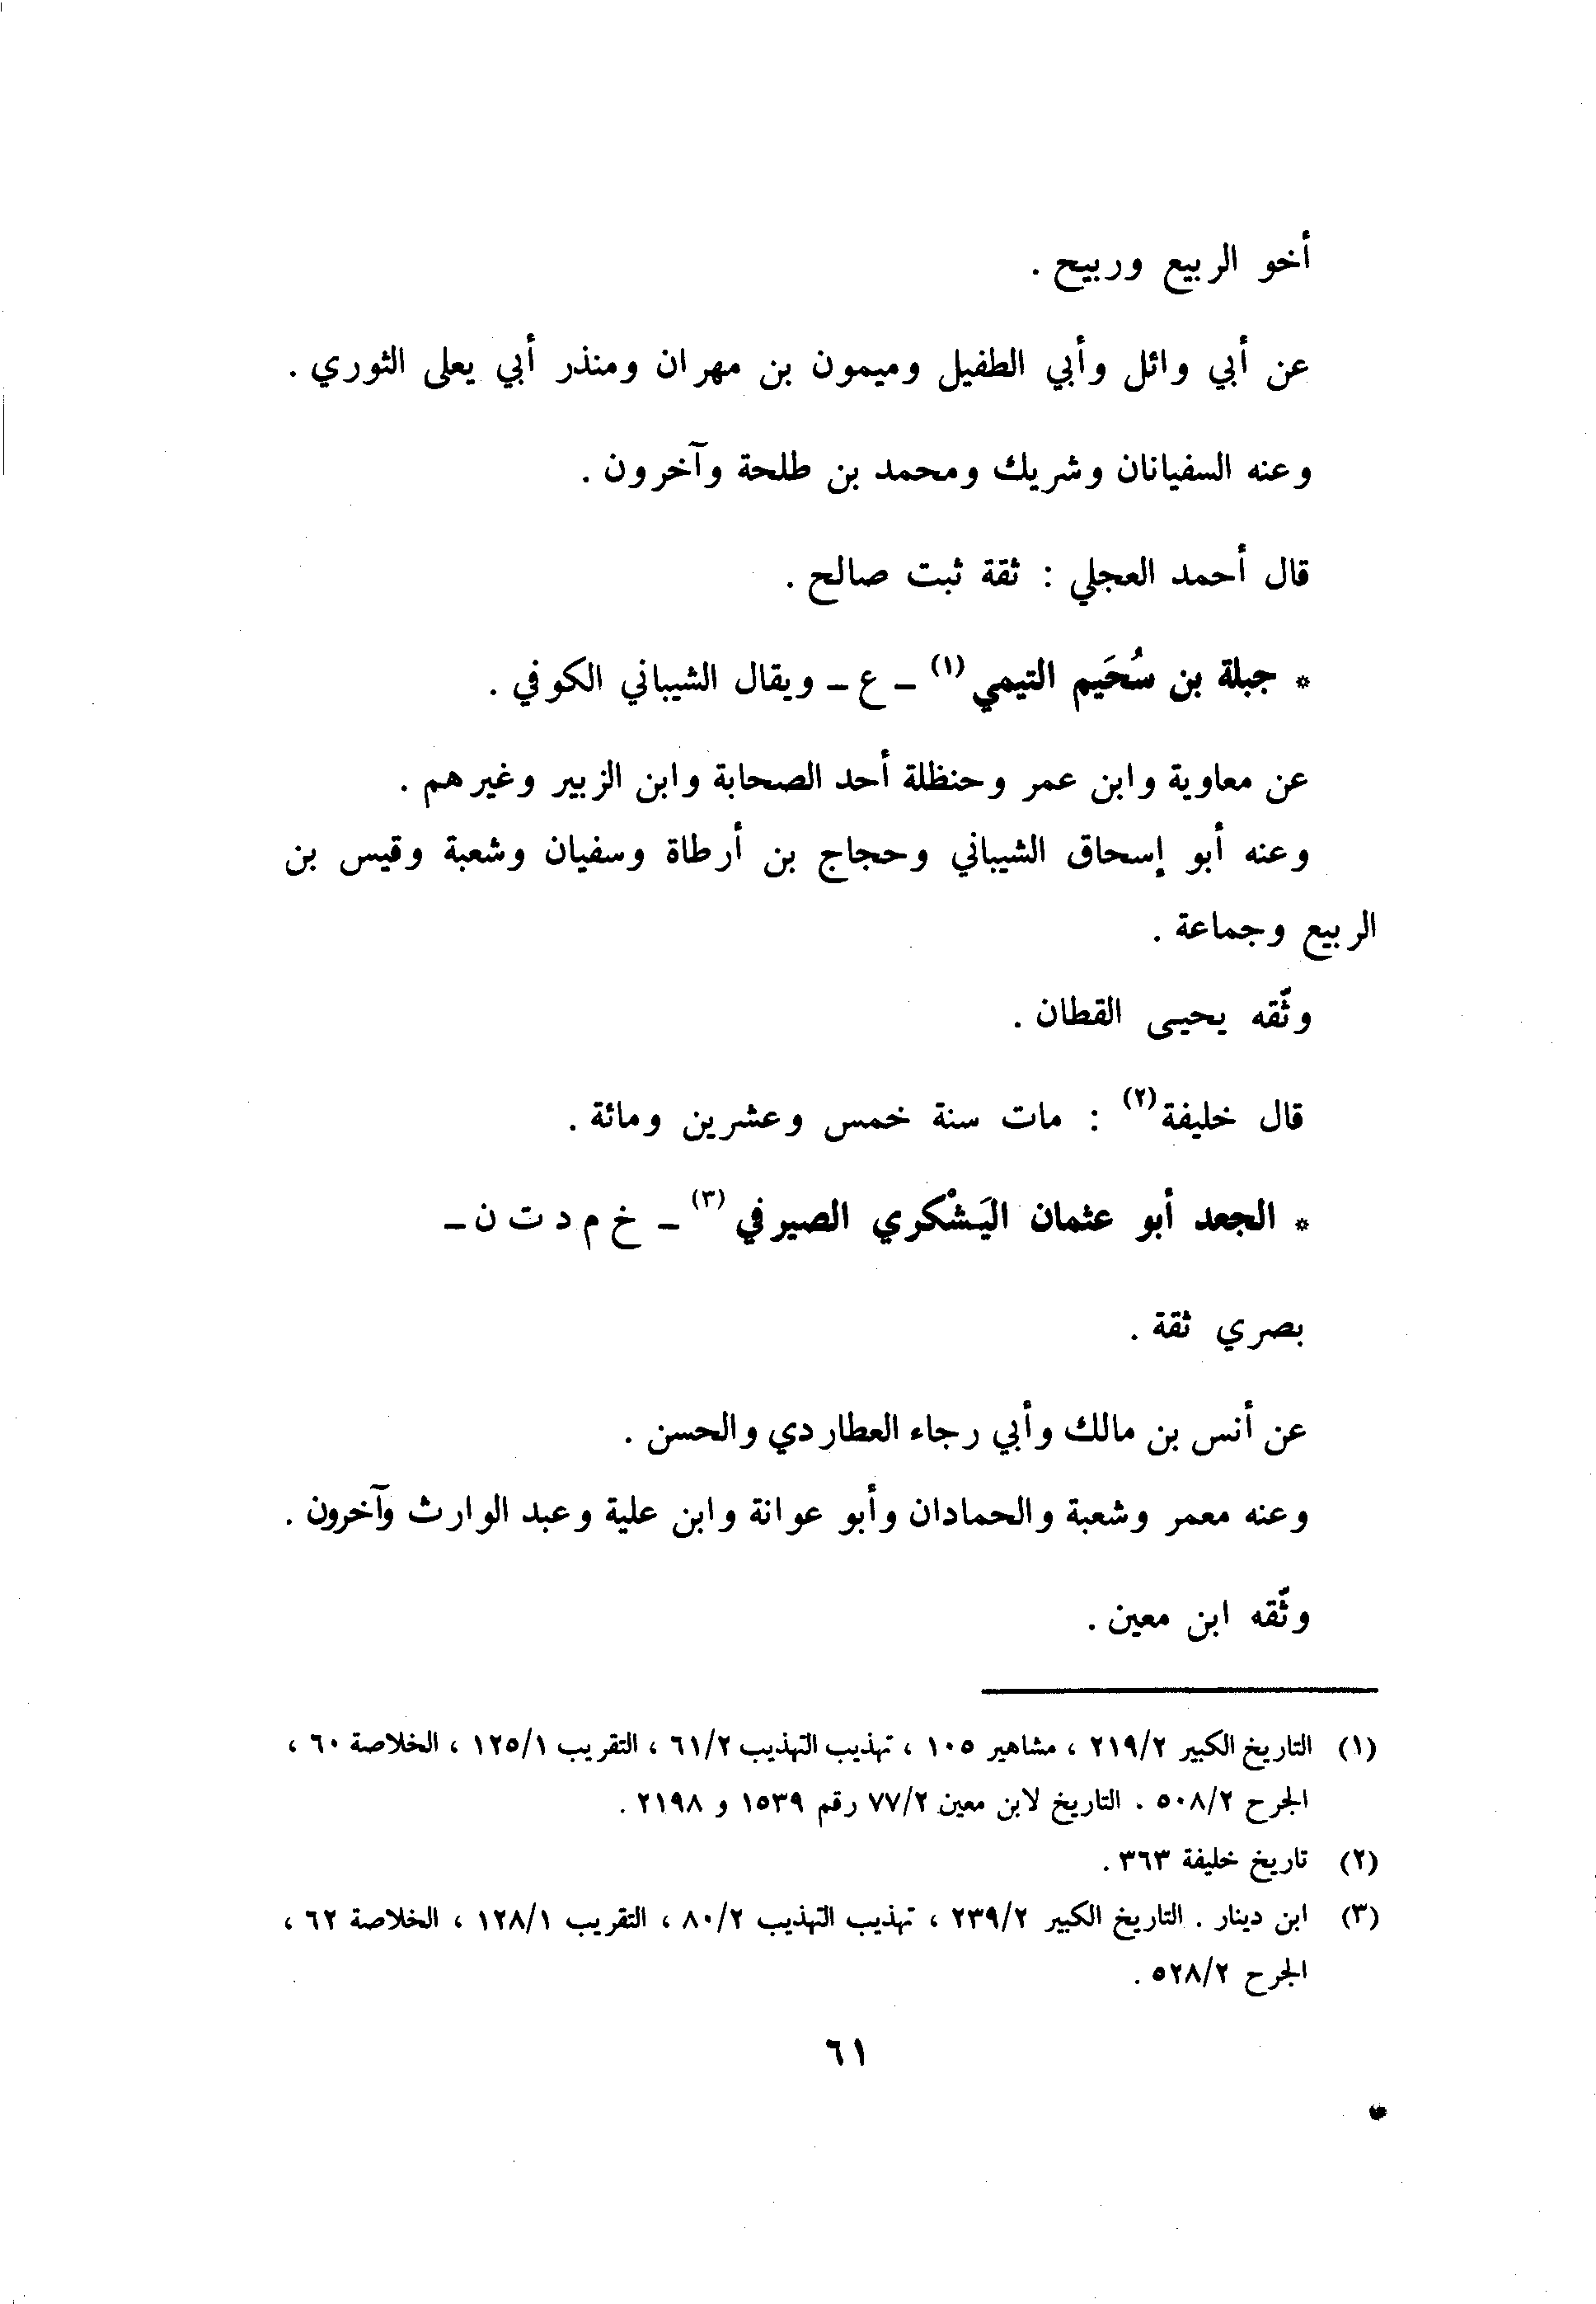 أخو الربيع وربيح .
عن أبي وائل وأبي الطفيل وميمون بن مهران ومنذر أبي يعلى الثوري .
وعنه السفيانان وشريك ومحمد بن طلحة وآخرون .
قال أحمد العجلي : ثقة ثبت صالح .
* جبلة بن سُحَيم التيمي (١) ــ ع ــ ويقال الشيباني الكوفي .
عن معاوية وابن عمر وحنظلة أحد الصحابة وابن الزبير وغيرهم .
وعنه أبو إسحاق الشيباني وحجاج بن أرطاة وسفيان وشعبة وقيس بن
الربيع وجماعة .
وثّقه يحيى القطان .
قال خليفة (٢) : مات سنة خمس وعشرين ومائة .
* الجعد أبو عثمان اليَشْكري الصيرفي (٣) ــ خ م د ت ن ــ
بصري ثقة .
عن أنس بن مالك وأبي رجاء العطاردي والحسن .
وعنه معمر وشعبة والحمادان وأبو عوانة وابن علية وعبد الوارث وآخرون .
وثّقه ابن معين .
(١) التاريخ الكبير ٢١٩/٢ ، مشاهير ١٠٥ ، تهذيب التهذيب ٦١/٢ ، التقريب ١٢٥/١ ، الخلاصة ٦٠ ،
الجرح ٥٠٨/٢ . التاريخ لابن معين ٧٧/٢ رقم ١٥٣٩ و ٢١٩٨ .
(٢) تاريخ خليفة ٣٦٣ .
(٣) ابن دينار . التاريخ الكبير ٢٣٩/٢ ، تهذيب التهذيب ٨٠/٢ ، التقريب ١٢٨/١ ، الخلاصة ٦٢ ،
الجرح ٥٢٨/٢ .
٦١